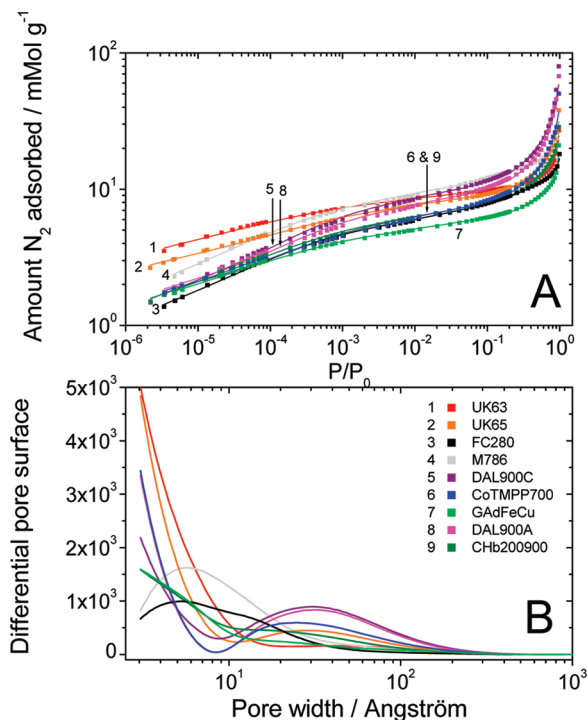 A
Amount N₂ adsorbed / mMol g⁻¹
10²
10¹
10⁰
1
2
4
3
5
8
6 & 9
7
10⁻⁶ 10⁻⁵ 10⁻⁴ 10⁻³ 10⁻² 10⁻¹ 10⁰
P/P₀
B
Differential pore surface
5x10³
4x10³
3x10³
2x10³
1x10³
0
1 UK63
2 UK65
3 FC280
4 M786
5 DAL900C
6 CoTMPP700
7 GAdFeCu
8 DAL900A
9 CHb200900
10¹ 10² 10³
Pore width / Angström